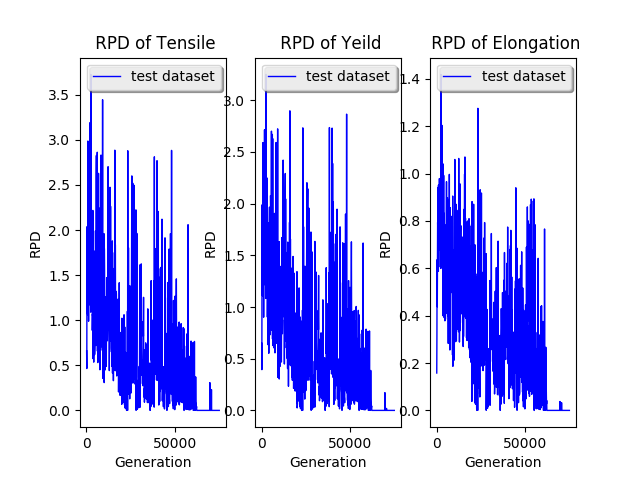 RPD of Tensile
RPD of Yeild
RPD of Elongation
test dataset
test dataset
test dataset
RPD
3.5
3.0
2.5
2.0
1.5
1.0
0.5
0.0
0
50000
Generation
RPD
3.0
2.5
2.0
1.5
1.0
0.5
0.0
0
50000
Generation
RPD
1.4
1.2
1.0
0.8
0.6
0.4
0.2
0.0
0
50000
Generation